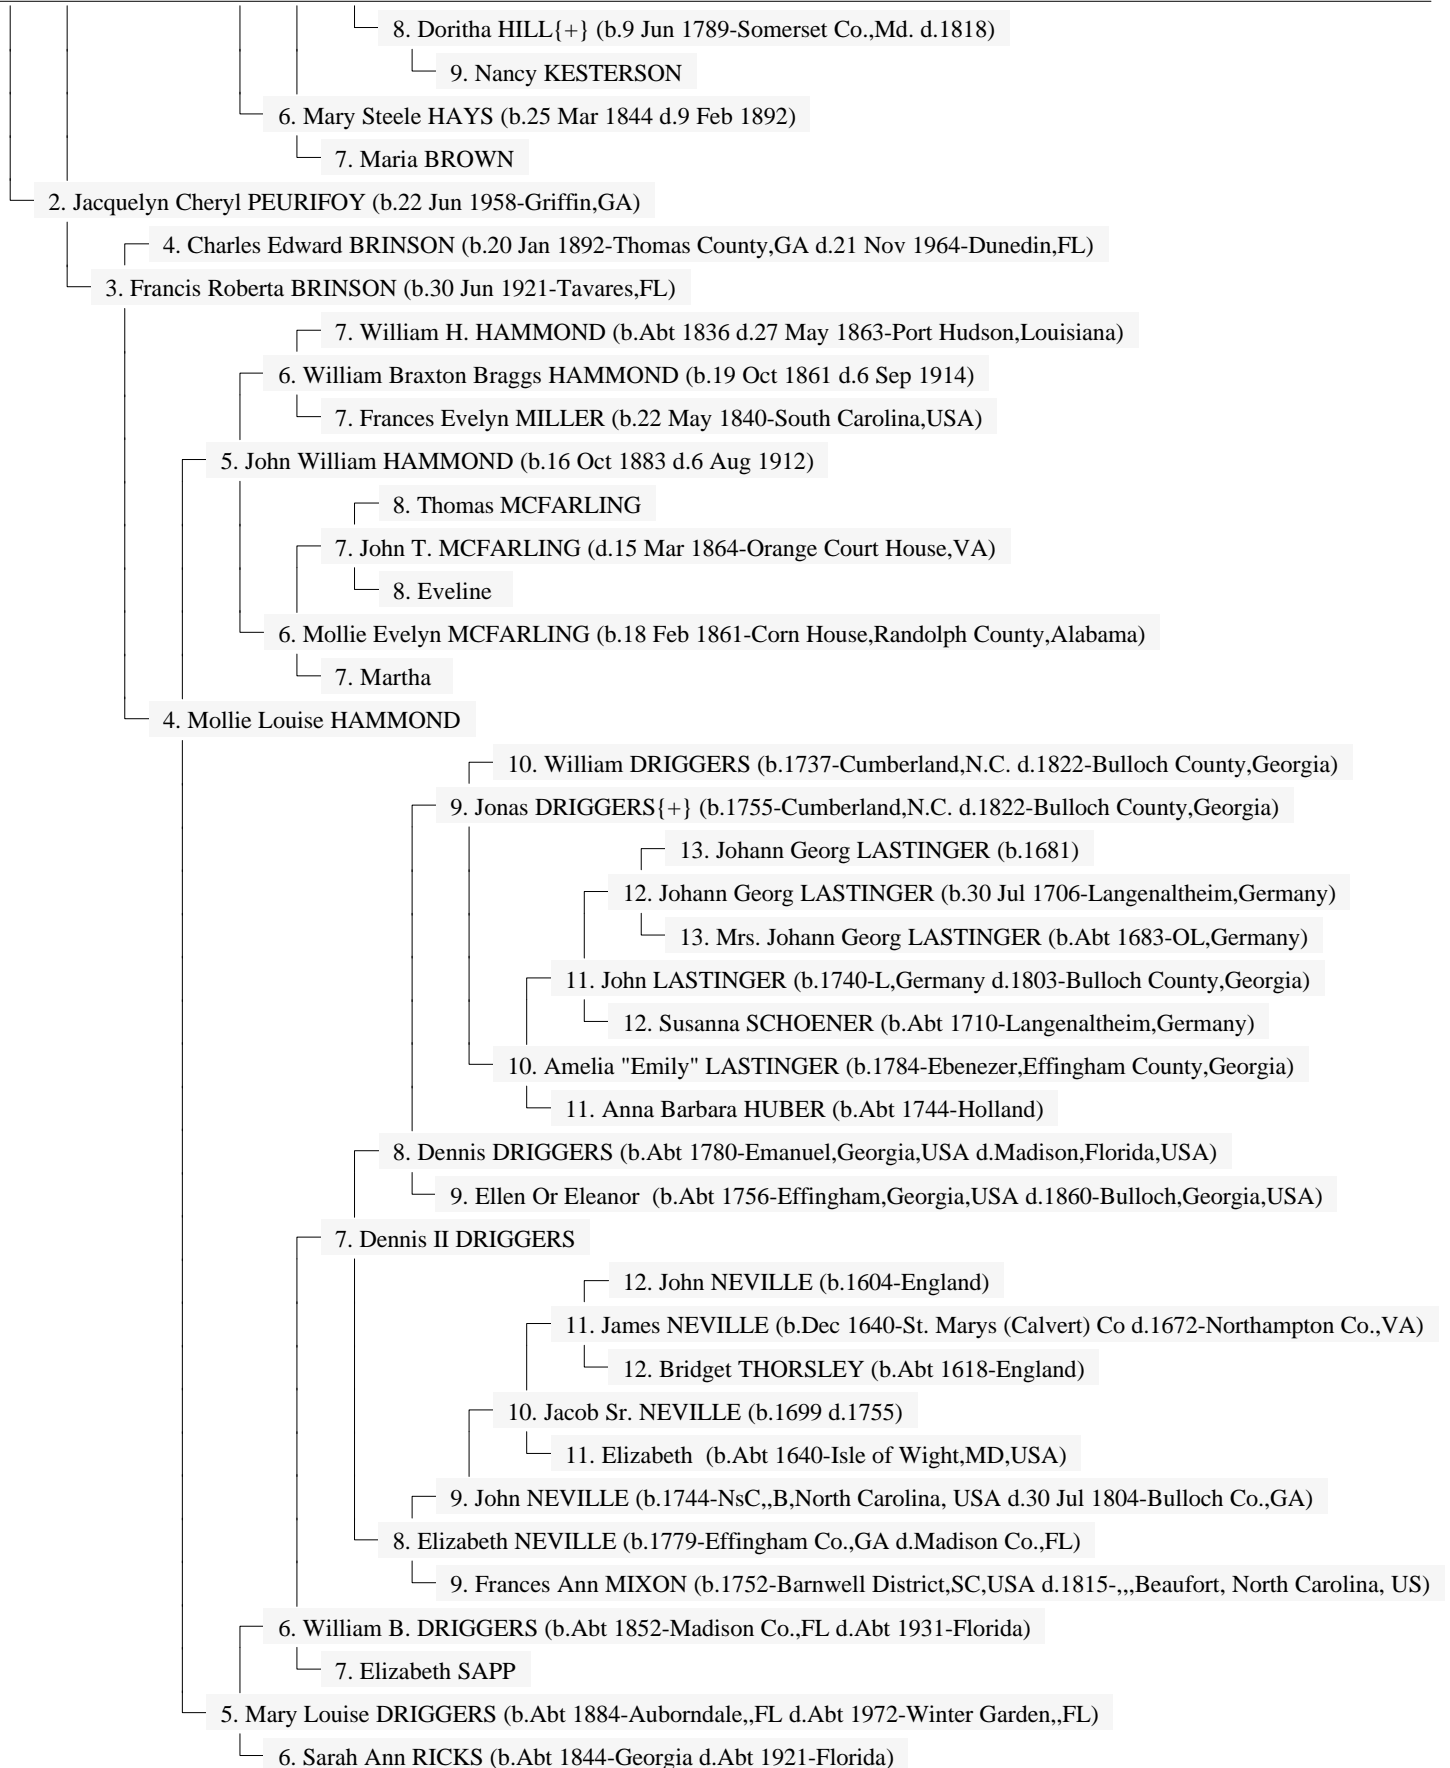 8. Doritha HILL{+} (b.9 Jun 1789-Somerset Co.,Md. d.1818)
9. Nancy KESTERSON
6. Mary Steele HAYS (b.25 Mar 1844 d.9 Feb 1892)
7. Maria BROWN
2. Jacquelyn Cheryl PEURIFOY (b.22 Jun 1958-Griffin,GA)
4. Charles Edward BRINSON (b.20 Jan 1892-Thomas County,GA d.21 Nov 1964-Dunedin,FL)
3. Francis Roberta BRINSON (b.30 Jun 1921-Tavares,FL)
7. William H. HAMMOND (b.Abt 1836 d.27 May 1863-Port Hudson,Louisiana)
6. William Braxton Braggs HAMMOND (b.19 Oct 1861 d.6 Sep 1914)
7. Frances Evelyn MILLER (b.22 May 1840-South Carolina,USA)
5. John William HAMMOND (b.16 Oct 1883 d.6 Aug 1912)
8. Thomas MCFARLING
7. John T. MCFARLING (d.15 Mar 1864-Orange Court House,VA)
8. Eveline
6. Mollie Evelyn MCFARLING (b.18 Feb 1861-Corn House,Randolph County,Alabama)
7. Martha
4. Mollie Louise HAMMOND
10. William DRIGGERS (b.1737-Cumberland,N.C. d.1822-Bulloch County,Georgia)
9. Jonas DRIGGERS{+} (b.1755-Cumberland,N.C. d.1822-Bulloch County,Georgia)
13. Johann Georg LASTINGER (b.1681)
12. Johann Georg LASTINGER (b.30 Jul 1706-Langenaltheim,Germany)
13. Mrs. Johann Georg LASTINGER (b.Abt 1683-OL,Germany)
11. John LASTINGER (b.1740-L,Germany d.1803-Bulloch County,Georgia)
12. Susanna SCHOENER (b.Abt 1710-Langenaltheim,Germany)
10. Amelia "Emily" LASTINGER (b.1784-Ebenezer,Effingham County,Georgia)
11. Anna Barbara HUBER (b.Abt 1744-Holland)
8. Dennis DRIGGERS (b.Abt 1780-Emanuel,Georgia,USA d.Madison,Florida,USA)
9. Ellen Or Eleanor (b.Abt 1756-Effingham,Georgia,USA d.1860-Bulloch,Georgia,USA)
7. Dennis II DRIGGERS
12. John NEVILLE (b.1604-England)
11. James NEVILLE (b.Dec 1640-St. Marys (Calvert) Co d.1672-Northampton Co.,VA)
12. Bridget THORSLEY (b.Abt 1618-England)
10. Jacob Sr. NEVILLE (b.1699 d.1755)
11. Elizabeth (b.Abt 1640-Isle of Wight,MD,USA)
9. John NEVILLE (b.1744-NsC,,B,North Carolina, USA d.30 Jul 1804-Bulloch Co.,GA)
8. Elizabeth NEVILLE (b.1779-Effingham Co.,GA d.Madison Co.,FL)
9. Frances Ann MIXON (b.1752-Barnwell District,SC,USA d.1815-,,,Beaufort, North Carolina, US)
6. William B. DRIGGERS (b.Abt 1852-Madison Co.,FL d.Abt 1931-Florida)
7. Elizabeth SAPP
5. Mary Louise DRIGGERS (b.Abt 1884-Auborndale,,FL d.Abt 1972-Winter Garden,,FL)
6. Sarah Ann RICKS (b.Abt 1844-Georgia d.Abt 1921-Florida)